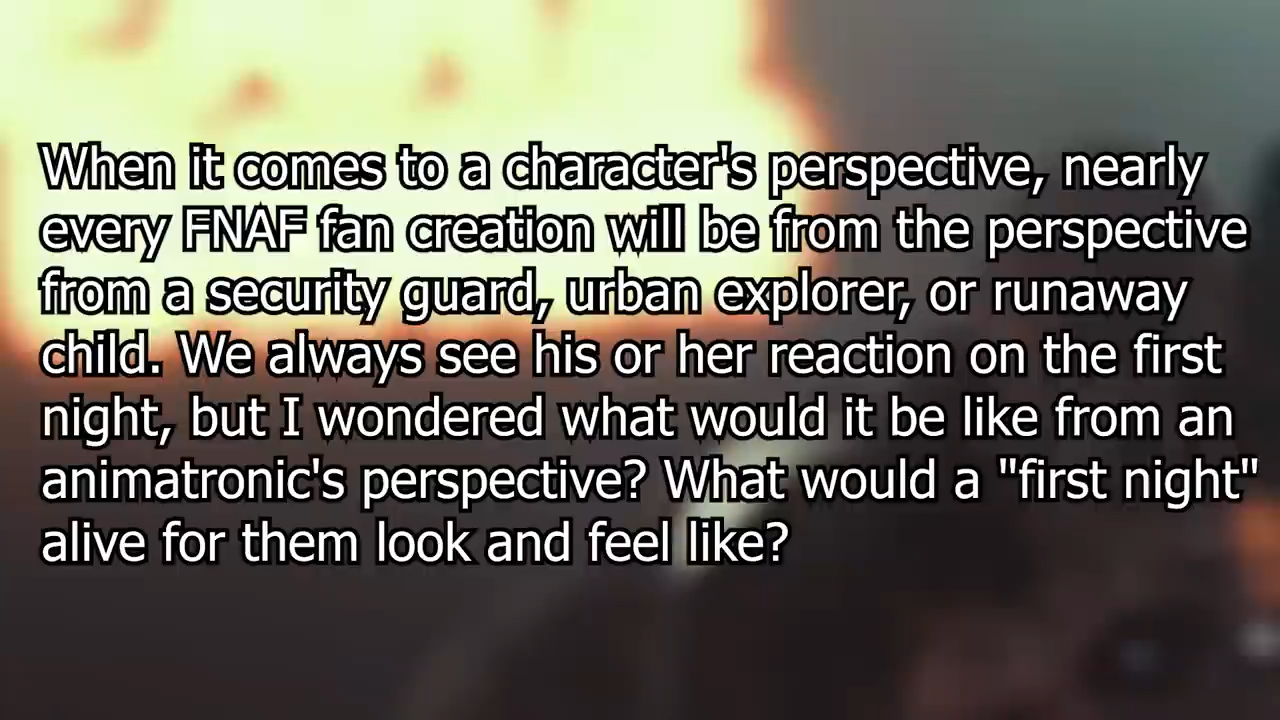 When it comes to a character's perspective, nearly
every FNAF fan creation will be from the perspective
from a security guard, urban explorer, or runaway
child. We always see his or her reaction on the first
night, but I wondered what would it be like from an
animatronic's perspective? What would a "first night"
alive for them look and feel like?